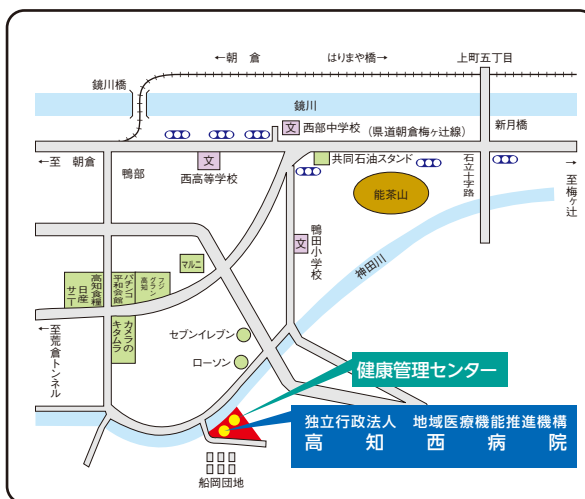 ←朝　倉
はりまや橋→
上町五丁目
鏡川橋
鏡川
文
西部中学校
(県道朝倉梅ヶ辻線)
新月橋
←至　朝倉
鴨部
文
西高等学校
共同石油スタンド
石立十字路
→至梅ヶ辻
能茶山
文
鴨田小学校
神田川
マルニ
フジグラン高知
パチンコ平和会館
高知食糧
日産サニー
カメラのキタムラ
←至荒倉トンネル
セブンイレブン
ローソン
健康管理センター
独立行政法人　地域医療機能推進機構
高知西病院
船岡団地